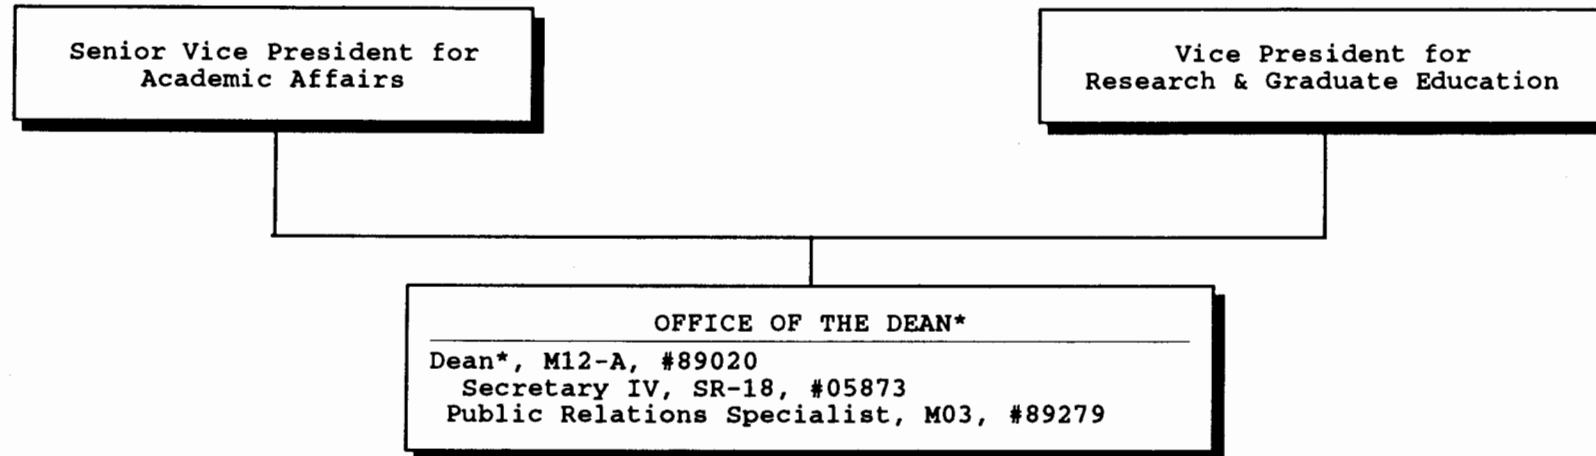 Senior Vice President for
Academic Affairs
Vice President for
Research & Graduate Education
OFFICE OF THE DEAN*
Dean*, M12-A, #89020
Secretary IV, SR-18, #05873
Public Relations Specialist, M03, #89279